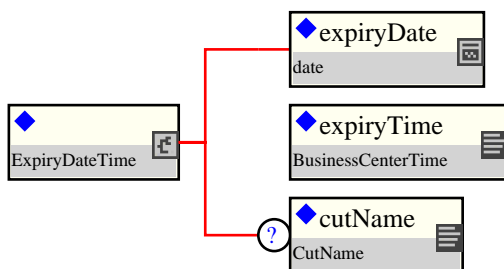 expiryDate
date
ExpiryDateTime
expiryTime
BusinessCenterTime
?
cutName
CutName